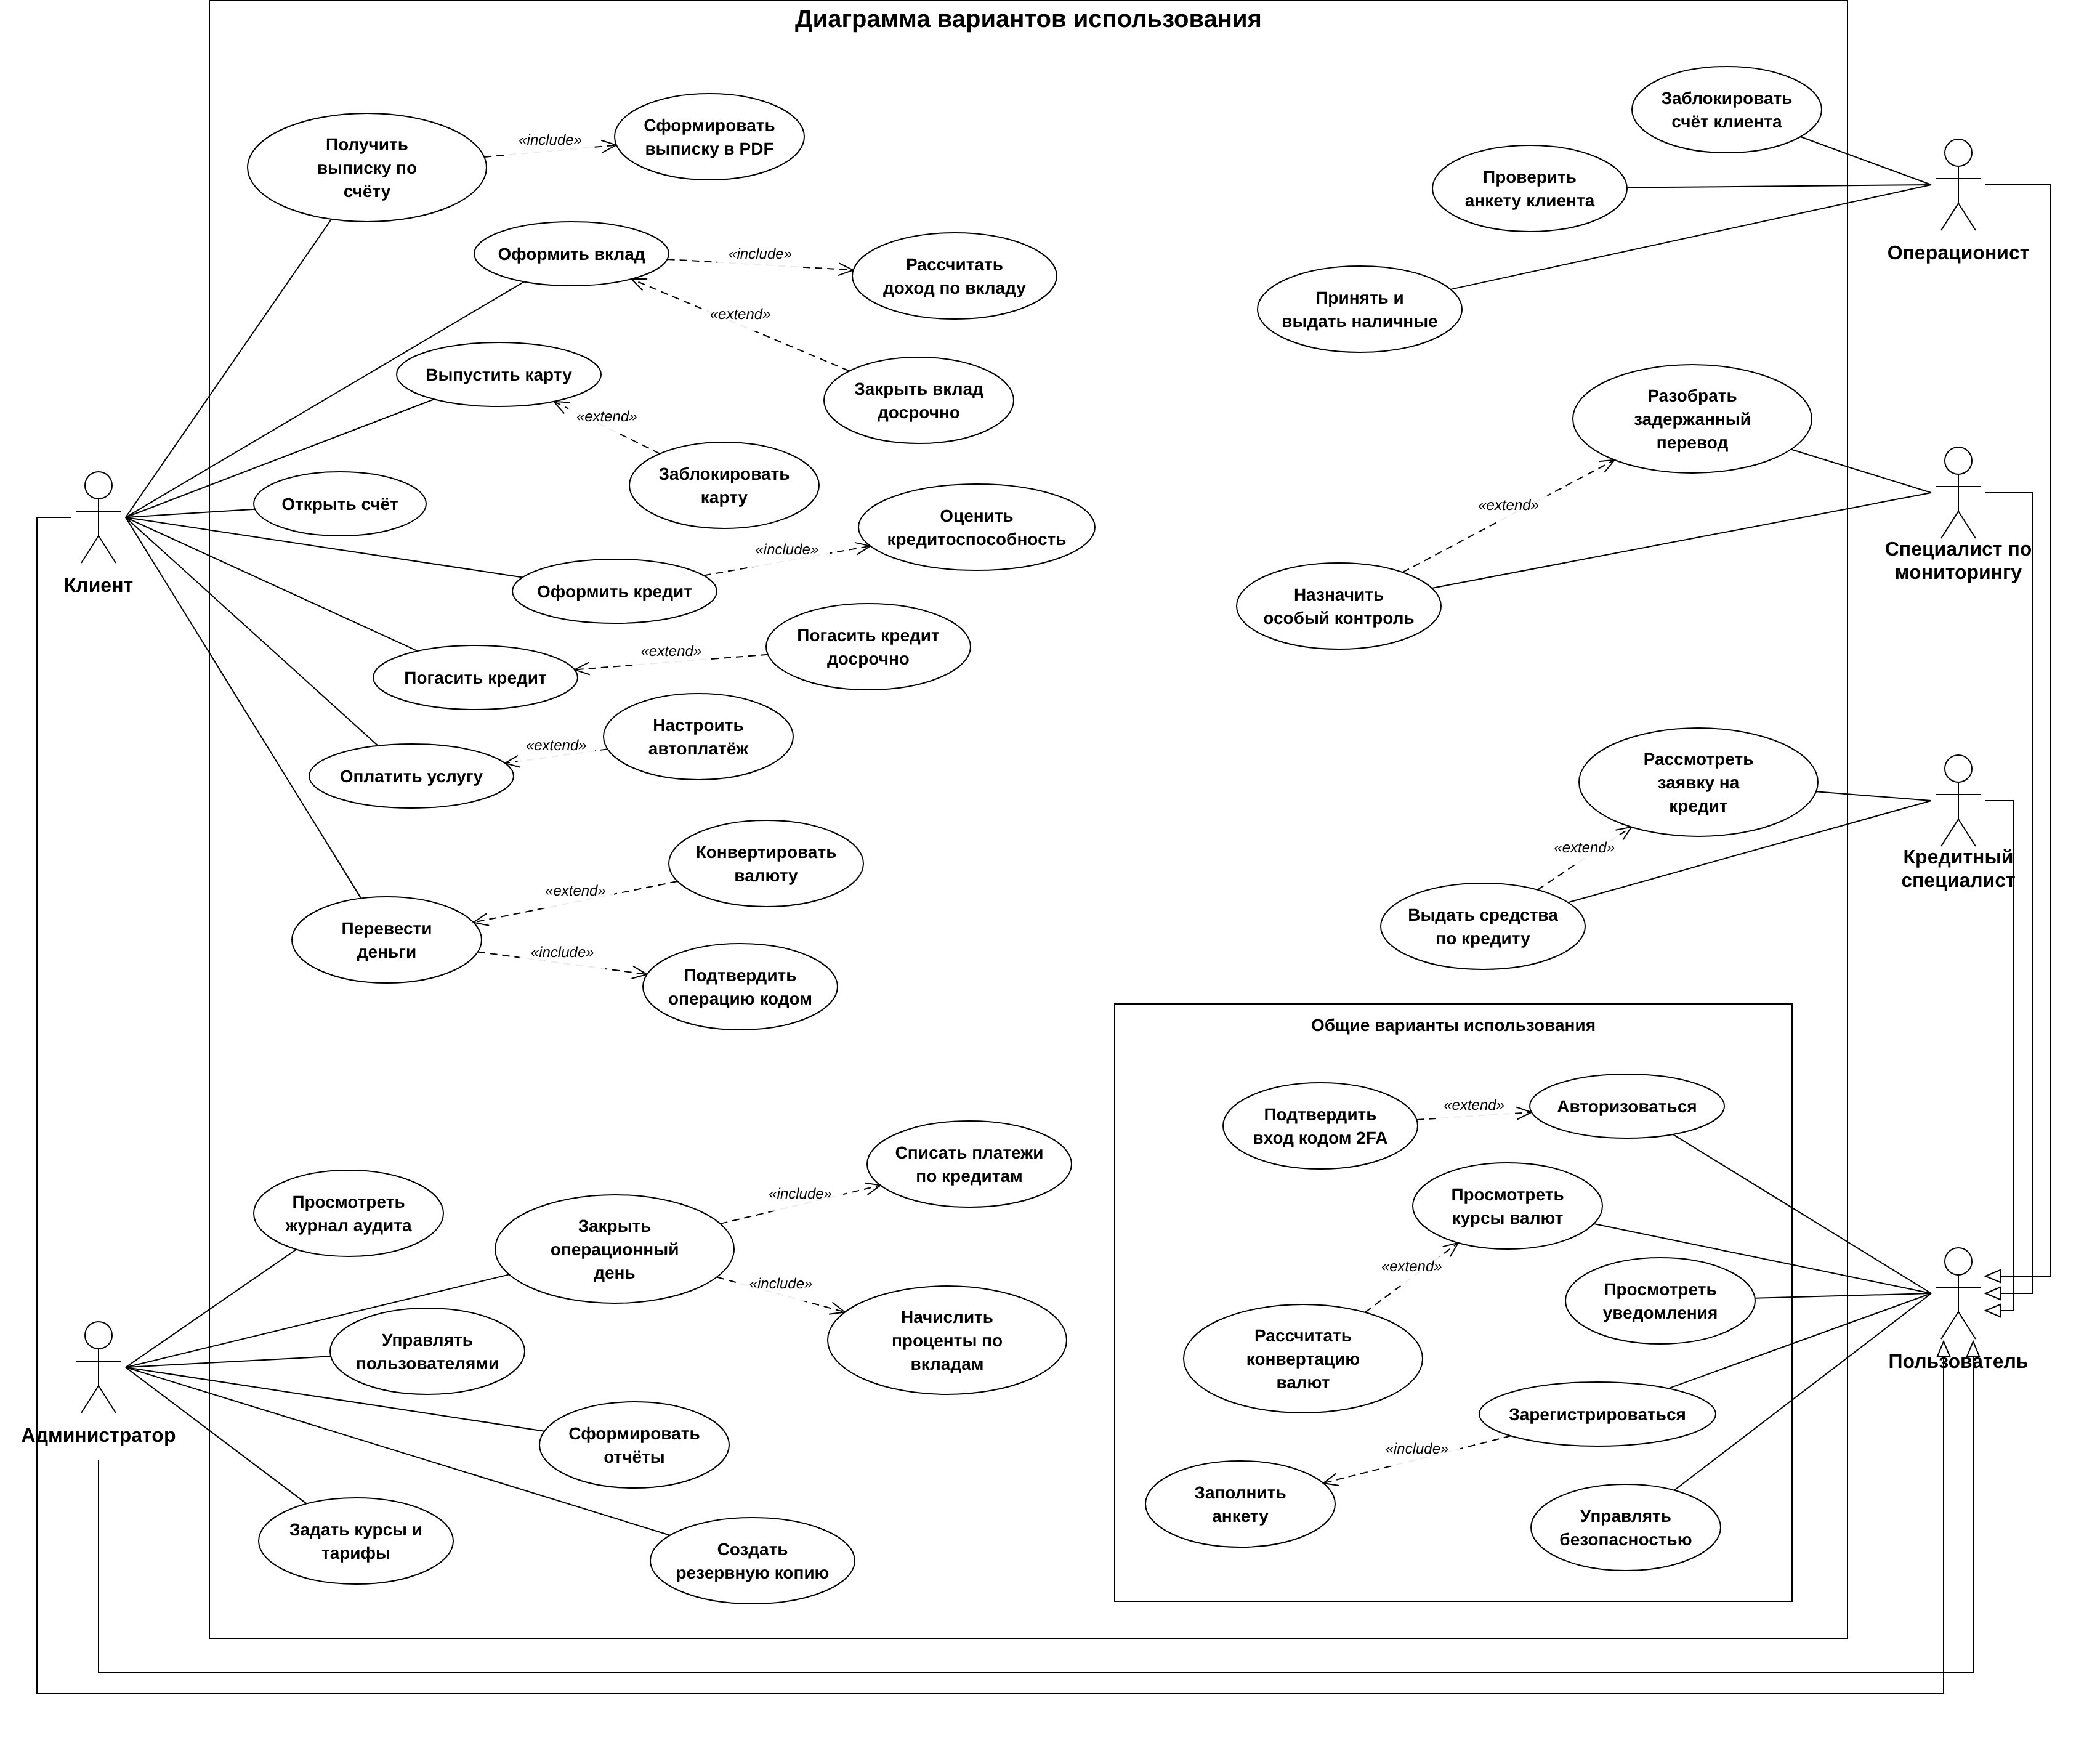 Диаграмма вариантов использования
Получить
выписку по
счёту
«include»
Сформировать
выписку в PDF
Оформить вклад
«include»
Рассчитать
доход по вкладу
«extend»
Закрыть вклад
досрочно
Выпустить карту
«extend»
Заблокировать
карту
Открыть счёт
Клиент
Оформить кредит
«include»
Оценить
кредитоспособность
Погасить кредит
«extend»
Погасить кредит
досрочно
Оплатить услугу
«extend»
Настроить
автоплатёж
Перевести
деньги
«extend»
Конвертировать
валюту
«include»
Подтвердить
операцию кодом
Заблокировать
счёт клиента
Проверить
анкету клиента
Принять и
выдать наличные
Операционист
Разобрать
задержанный
перевод
«extend»
Назначить
особый контроль
Специалист по
мониторингу
Рассмотреть
заявку на
кредит
«extend»
Выдать средства
по кредиту
Кредитный
специалист
Просмотреть
журнал аудита
Закрыть
операционный
день
«include»
Списать платежи
по кредитам
«include»
Начислить
проценты по
вкладам
Управлять
пользователями
Администратор
Сформировать
отчёты
Задать курсы и
тарифы
Создать
резервную копию
Общие варианты использования
Подтвердить
вход кодом 2FA
«extend»
Авторизоваться
Просмотреть
курсы валют
«extend»
Рассчитать
конвертацию
валют
Просмотреть
уведомления
Пользователь
Зарегистрироваться
«include»
Заполнить
анкету
Управлять
безопасностью